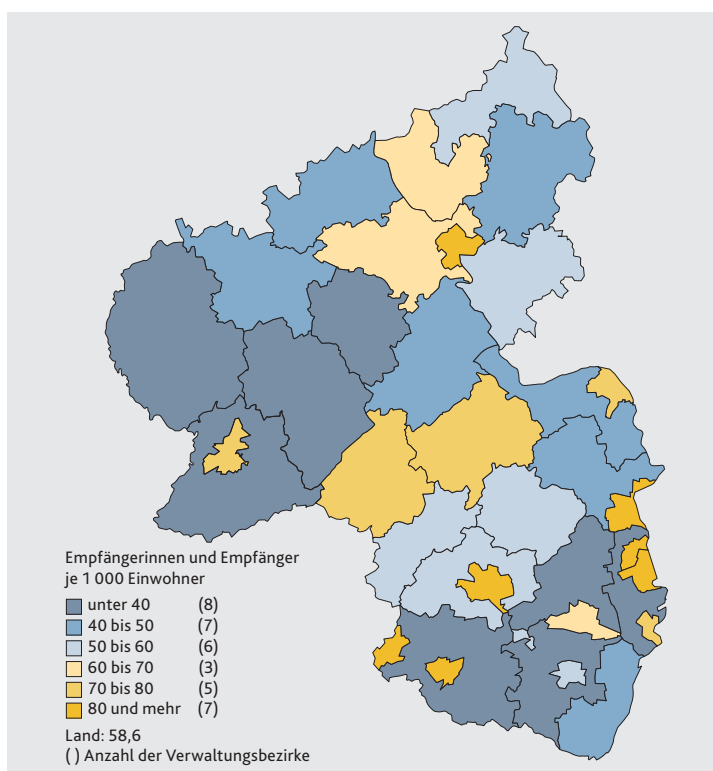 Empfängerinnen und Empfänger
je 1 000 Einwohner
unter 40 (8)
40 bis 50 (7)
50 bis 60 (6)
60 bis 70 (3)
70 bis 80 (5)
80 und mehr (7)
Land: 58,6
( ) Anzahl der Verwaltungsbezirke